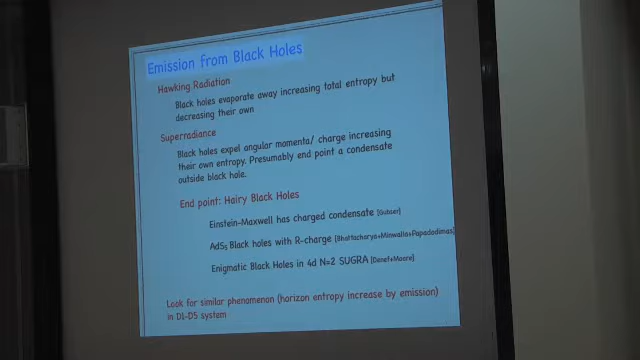 Emission from Black Holes
Hawking Radiation
Black holes evaporate away increasing total entropy but
decreasing their own
Superradiance
Black holes expel angular momenta/ charge increasing
their own entropy. Presumably end point a condensate
outside black hole.
End point: Hairy Black Holes
Einstein-Maxwell has charged condensate [Gubser]
AdS5 Black holes with R-charge [Bhattacharya+Minwalla+Papadodimas]
Enigmatic Black Holes in 4d N=2 SUGRA [Denef+Moore]
Look for similar phenomenon (horizon entropy increase by emission)
in D1-D5 system